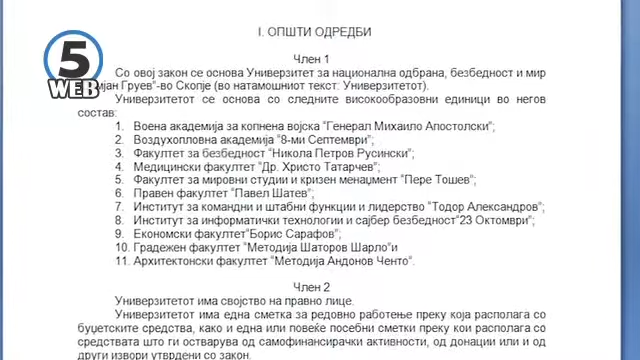 5
WEB
I. ОПШТИ ОДРЕДБИ
Член 1
Со овој закон се основа Универзитет за национална одбрана, безбедност и мир
Груев“-во Скопје (во натамошниот текст: Универзитетот).
Универзитетот се основа со следните високообразовни единици во негов
состав:
1. Воена академија за копнена војска “Генерал Михаило Апостолски“;
2. Воздухопловна академија “8-ми Септември“;
3. Факултет за безбедност “Никола Петров Русински“;
4. Медицински факултет “Др. Христо Татарчев“;
5. Факултет за мировни студии и кризен менаџмент “Пере Тошев“;
6. Правен факултет “Павел Шатев“;
7. Институт за командни и штабни функции и лидерство “Тодор Александров“;
8. Институт за информатички технологии и сајбер безбедност“23 Октомври“;
9. Економски факултет“Борис Сарафов“;
10. Градежен факултет “Методија Шаторов Шарло“и
11. Архитектонски факултет “Методија Андонов Ченто“.
Член 2
Универзитетот има својство на правно лице.
Универзитетот има една сметка за редовно работење преку која располага со
буџетските средства, како и една или повеќе посебни сметки преку кои располага со
средствата што ги остварува од самофинансирачки активности, од донации или и од
други извори утврдени со закон.